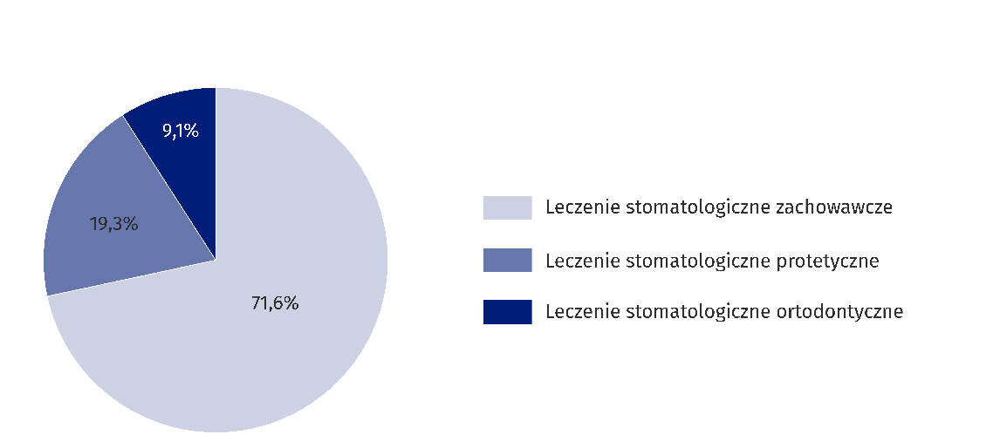 9,1%
19,3%
71,6%
Leczenie stomatologiczne zachowawcze
Leczenie stomatologiczne protetyczne
Leczenie stomatologiczne ortodontyczne